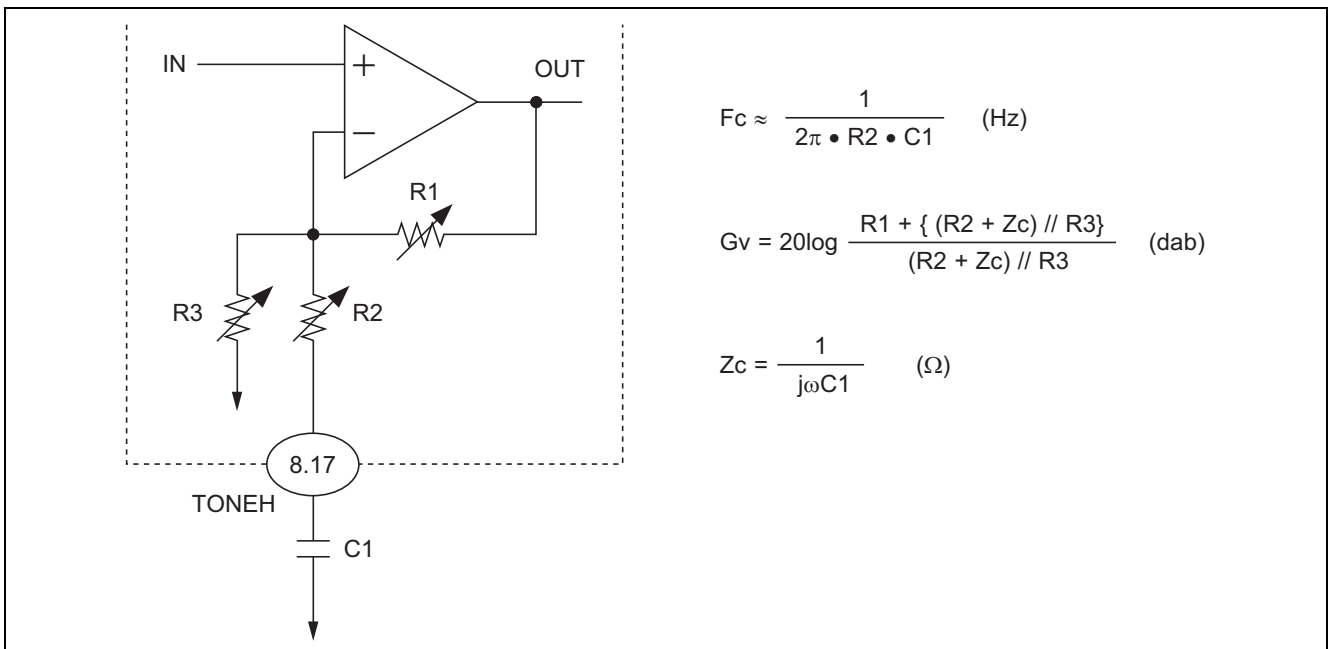 IN
+
OUT
−
R1
R3
R2
8.17
TONEH
C1
Fc ≈ 1 / 2π • R2 • C1 (Hz)
Gv = 20log R1 + { (R2 + Zc) // R3} / (R2 + Zc) // R3 (dab)
Zc = 1 / jωC1 (Ω)